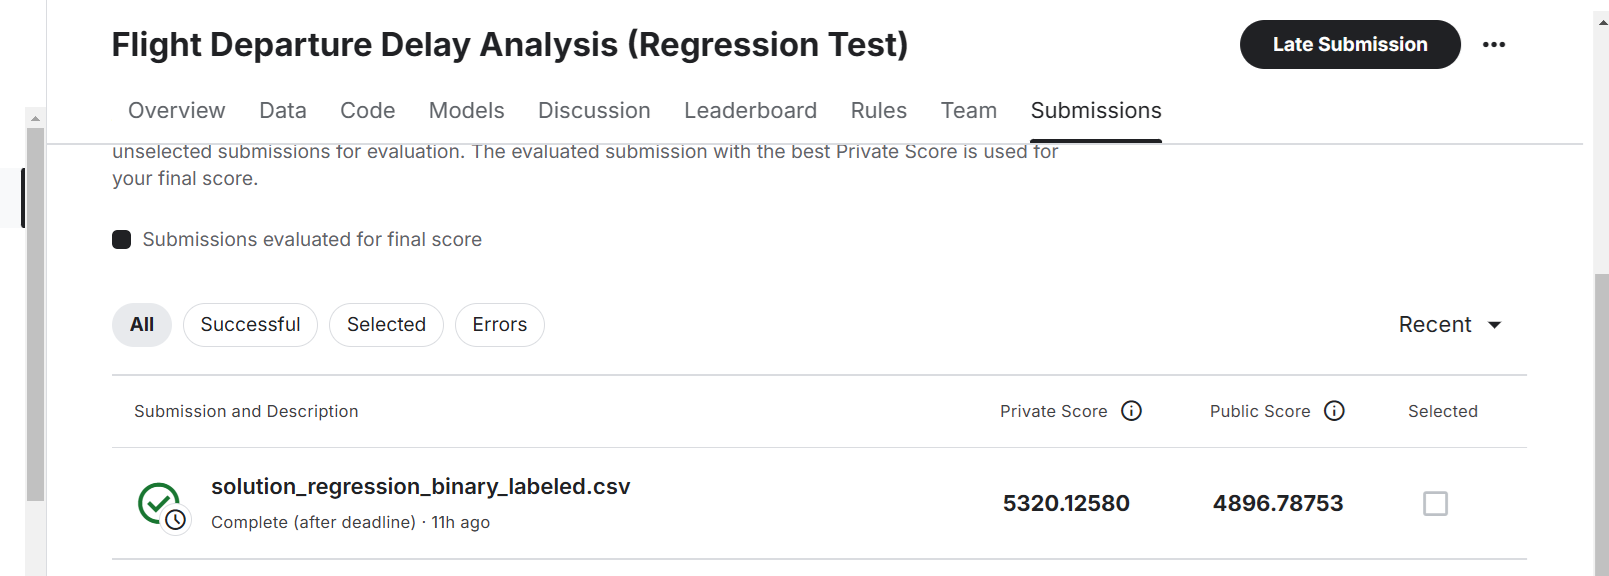 Flight Departure Delay Analysis (Regression Test)
Late Submission
Overview Data Code Models Discussion Leaderboard Rules Team Submissions
unselected submissions for evaluation. The evaluated submission with the best Private Score is used for
your final score.
Submissions evaluated for final score
All Successful Selected Errors
Recent
Submission and Description Private Score Public Score Selected
solution_regression_binary_labeled.csv
5320.12580 4896.78753
Complete (after deadline) · 11h ago